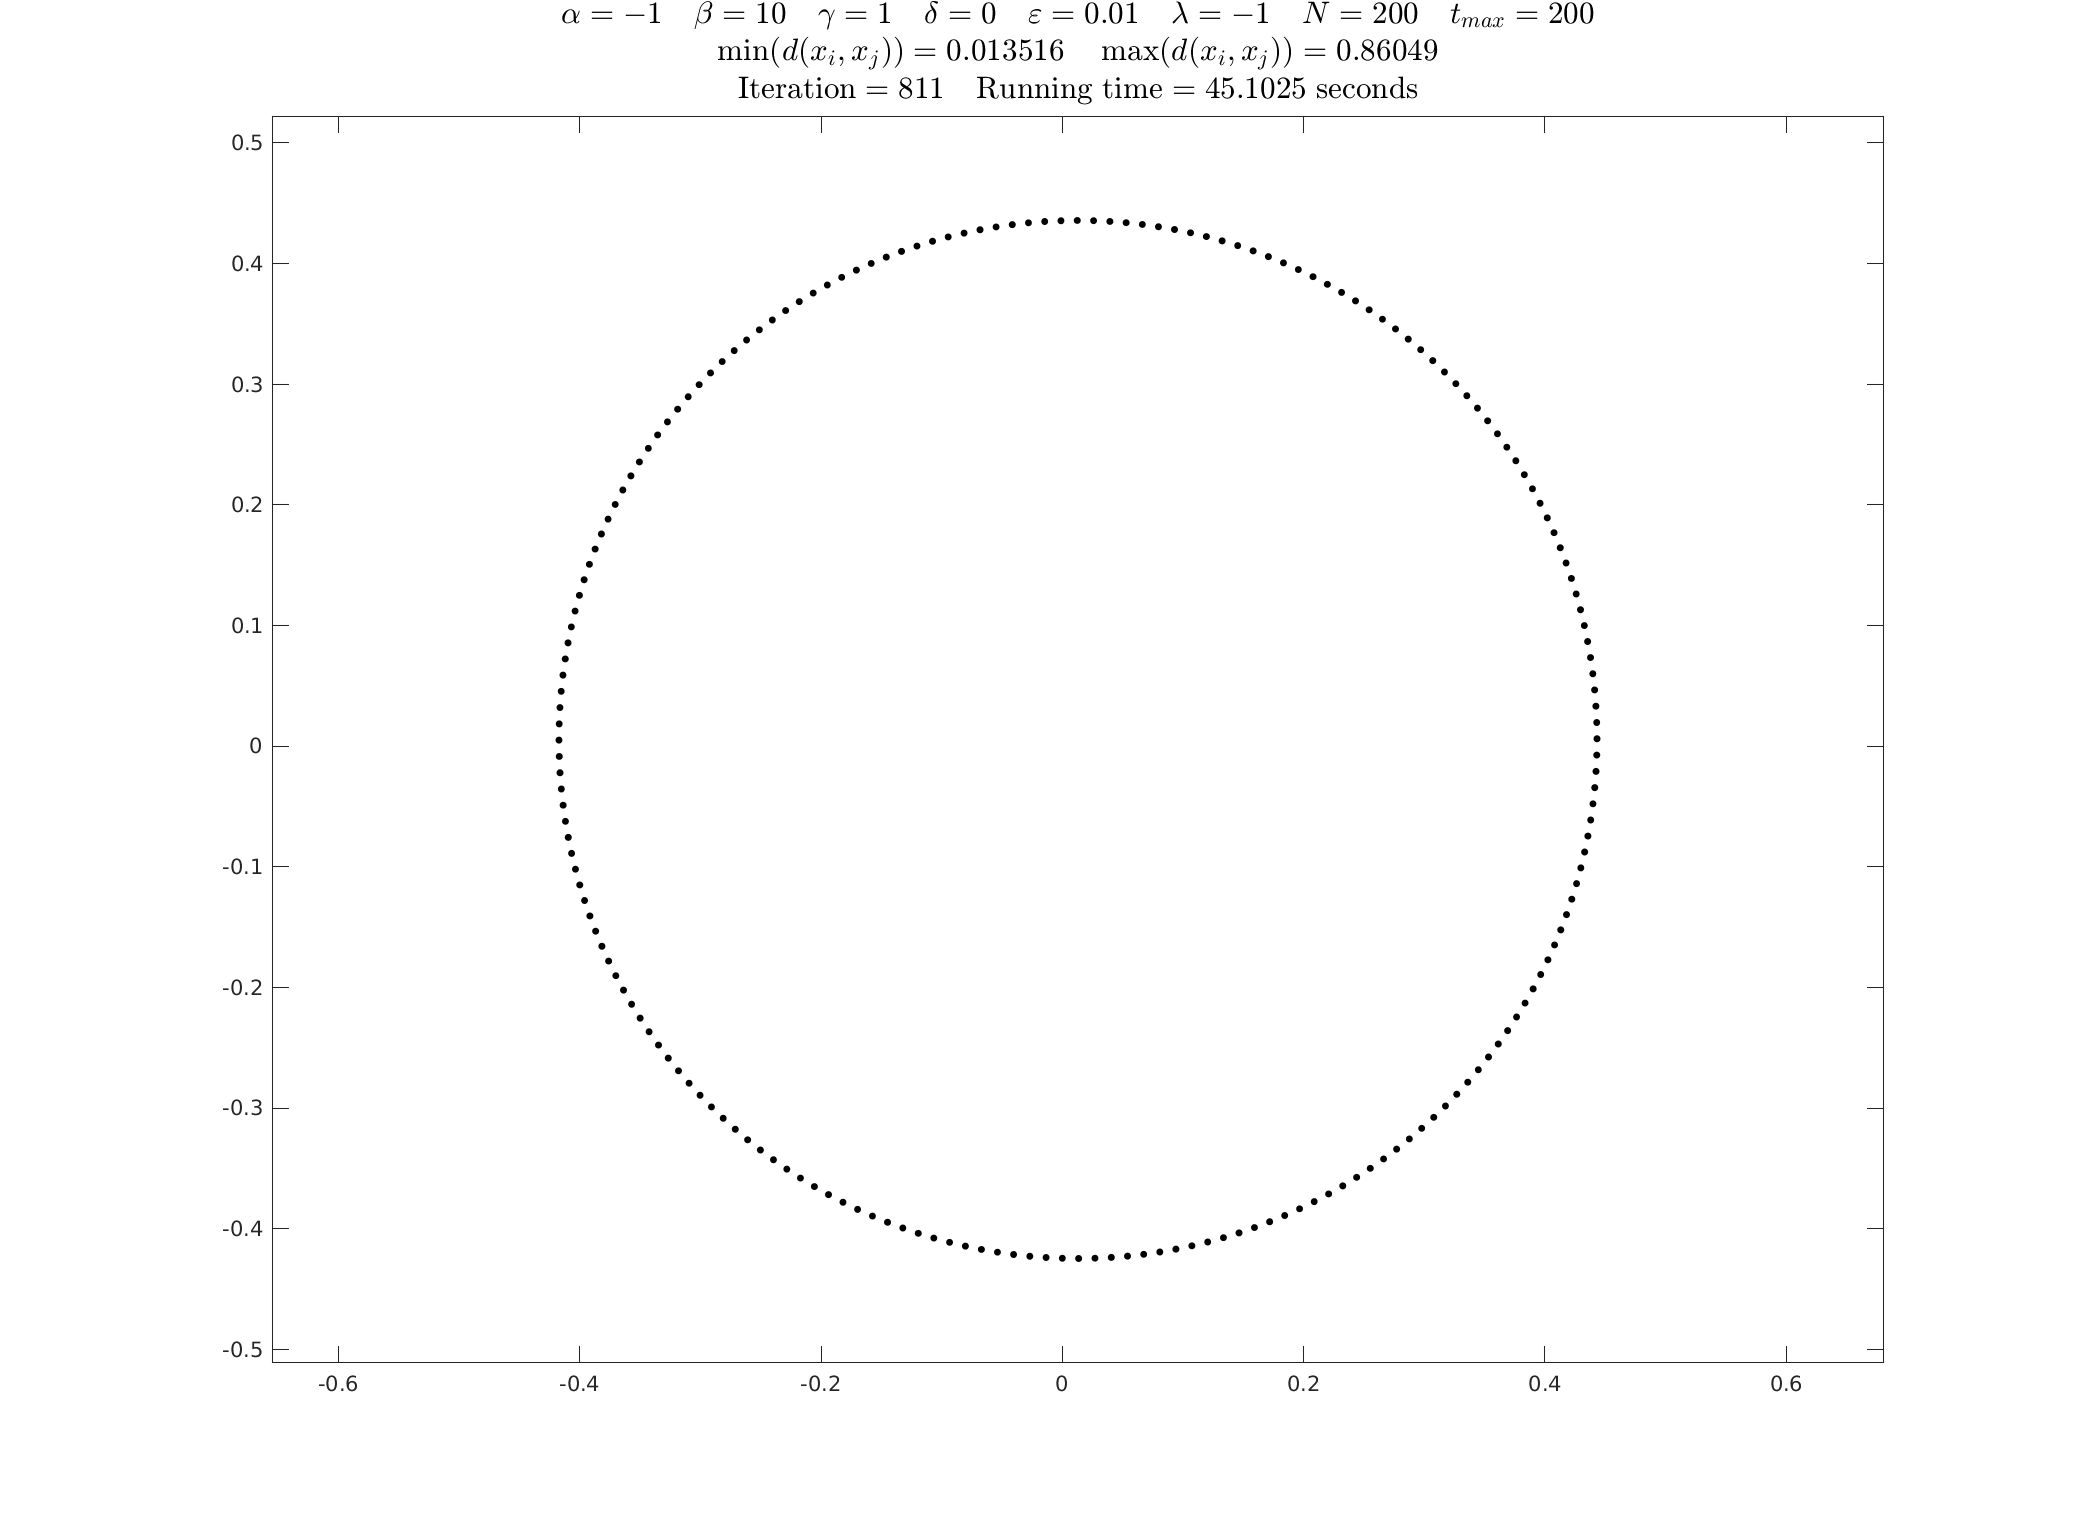 α = −1 β = 10 γ = 1 δ = 0 ε = 0.01 λ = −1 N = 200 t_max = 200
min(d(x_i, x_j)) = 0.013516 max(d(x_i, x_j)) = 0.86049
Iteration = 811 Running time = 45.1025 seconds
0.5
0.4
0.3
0.2
0.1
0
-0.1
-0.2
-0.3
-0.4
-0.5
-0.6 -0.4 -0.2 0 0.2 0.4 0.6